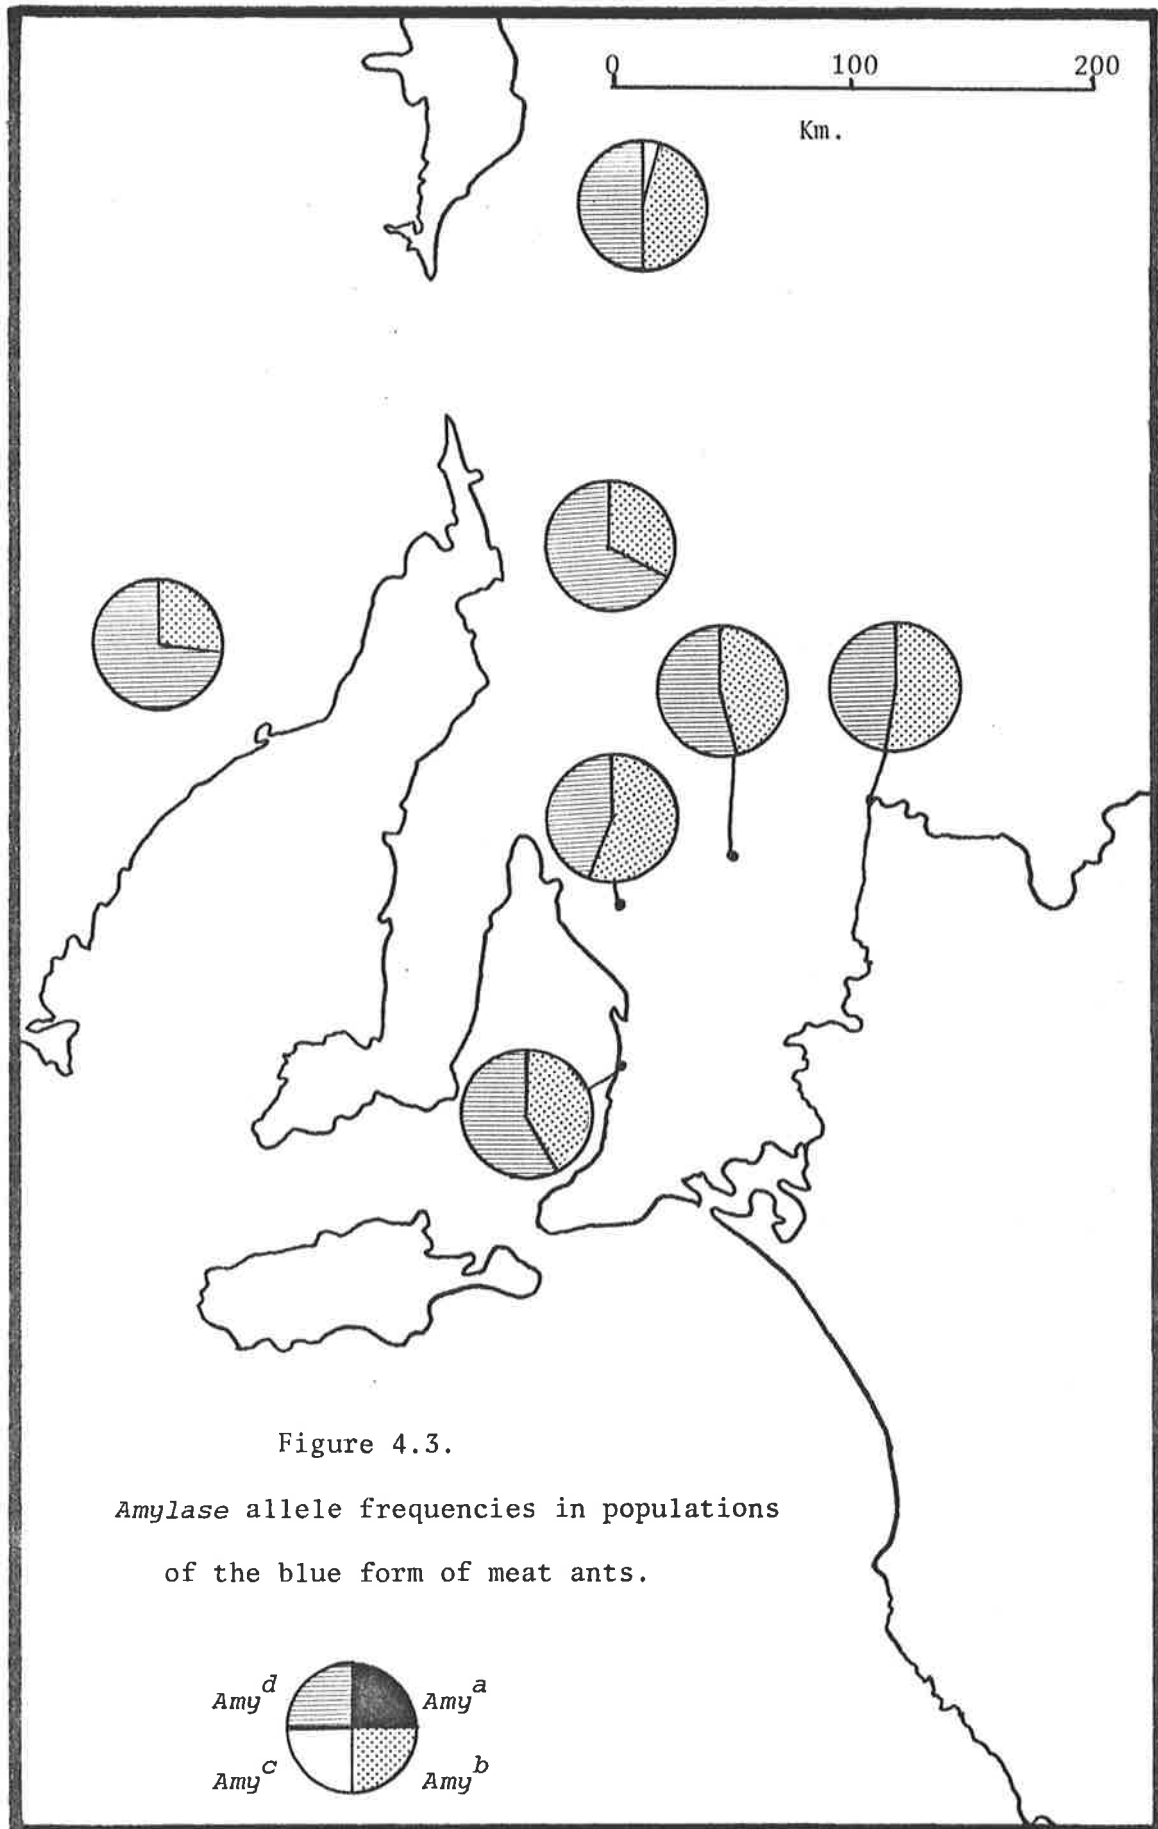 0 100 200
Km.
Figure 4.3.
Amylase allele frequencies in populations
of the blue form of meat ants.
Amy^d Amy^a
Amy^c Amy^b